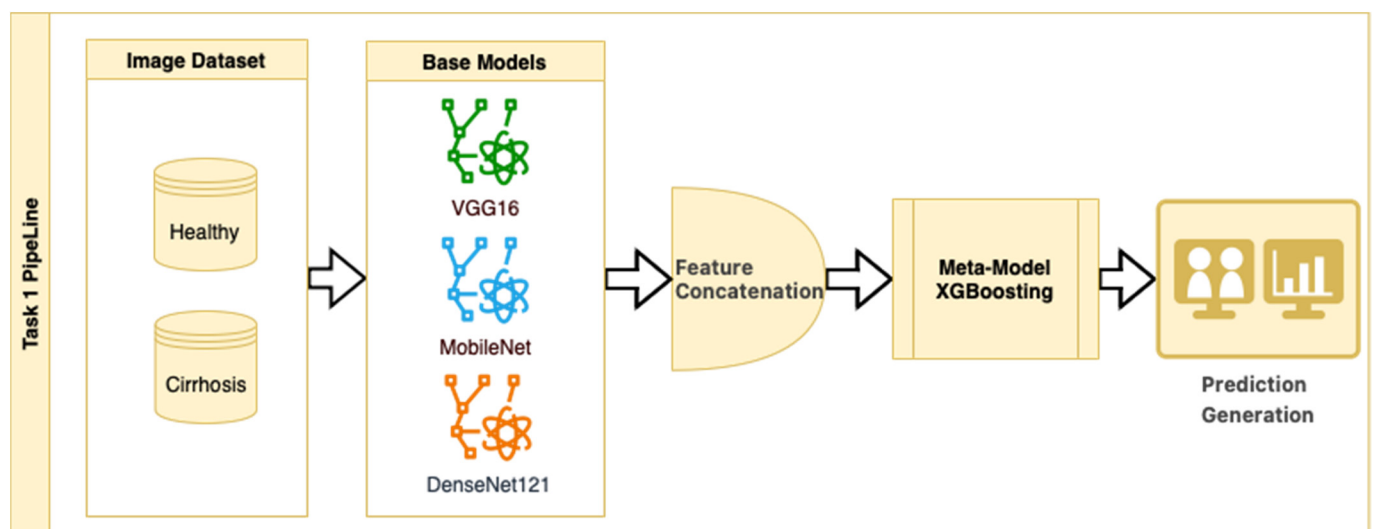 Task 1 PipeLine
Image Dataset
Healthy
Cirrhosis
Base Models
VGG16
MobileNet
DenseNet121
Feature
Concatenation
Meta-Model
XGBoosting
Prediction
Generation